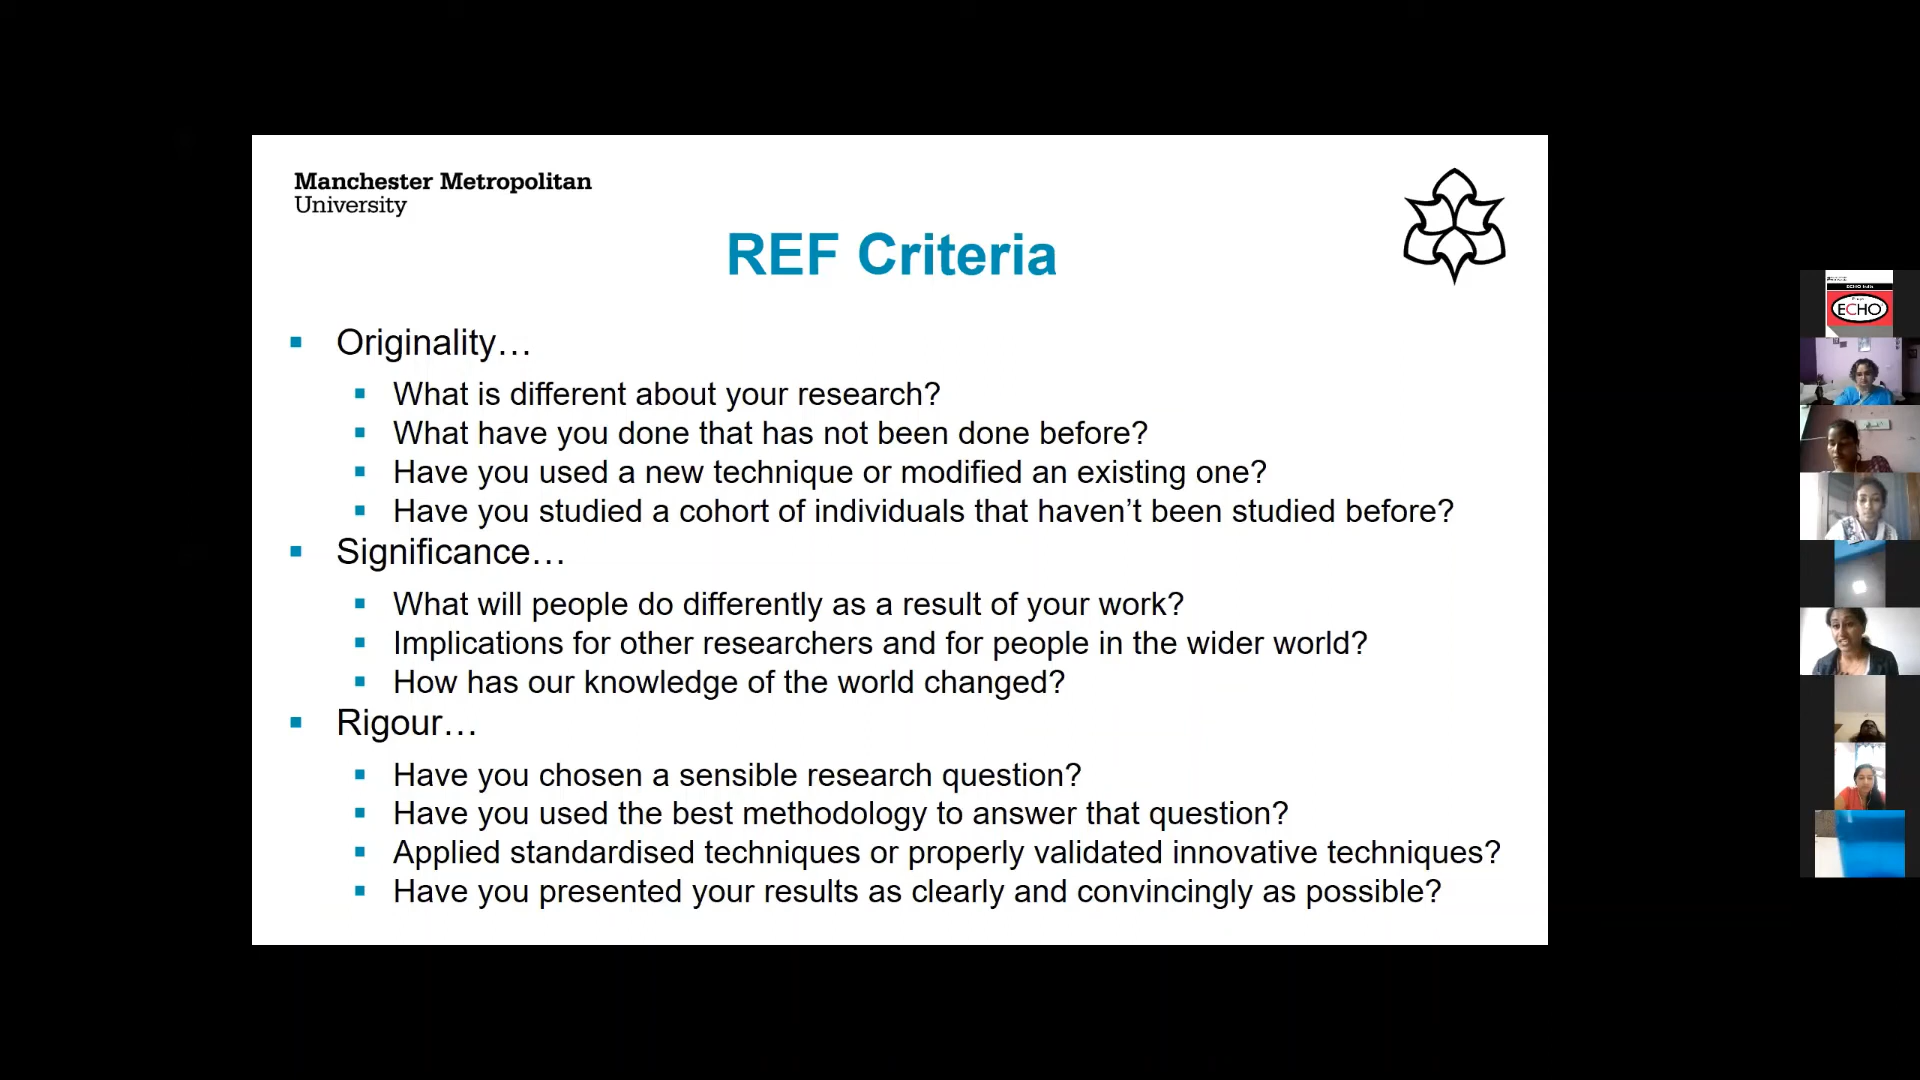 Manchester Metropolitan
University
REF Criteria
Originality…
What is different about your research?
What have you done that has not been done before?
Have you used a new technique or modified an existing one?
Have you studied a cohort of individuals that haven’t been studied before?
Significance…
What will people do differently as a result of your work?
Implications for other researchers and for people in the wider world?
How has our knowledge of the world changed?
Rigour…
Have you chosen a sensible research question?
Have you used the best methodology to answer that question?
Applied standardised techniques or properly validated innovative techniques?
Have you presented your results as clearly and convincingly as possible?
ECHO India
ECHO